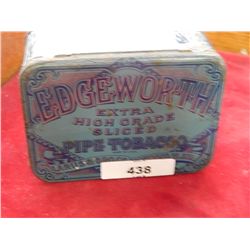 EDGEWORTH
EXTRA
HIGH GRADE
SLICED
PIPE-TOBACCO
438